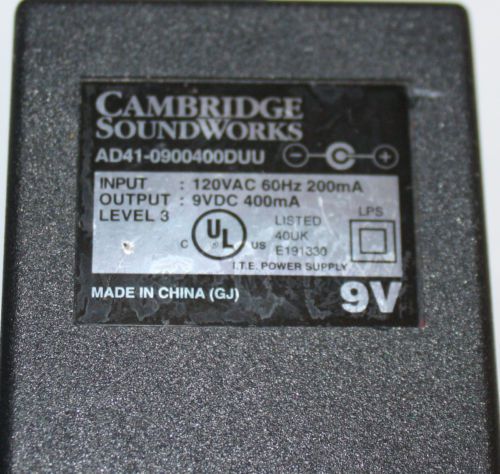 CAMBRIDGE
SOUNDWORKS
AD41-0900400DUU
INPUT : 120VAC 60Hz 200mA
OUTPUT : 9VDC 400mA
LEVEL 3
LPS
C UL US
LISTED
40UK
E191330
I.T.E. POWER SUPPLY
MADE IN CHINA (GJ)
9V